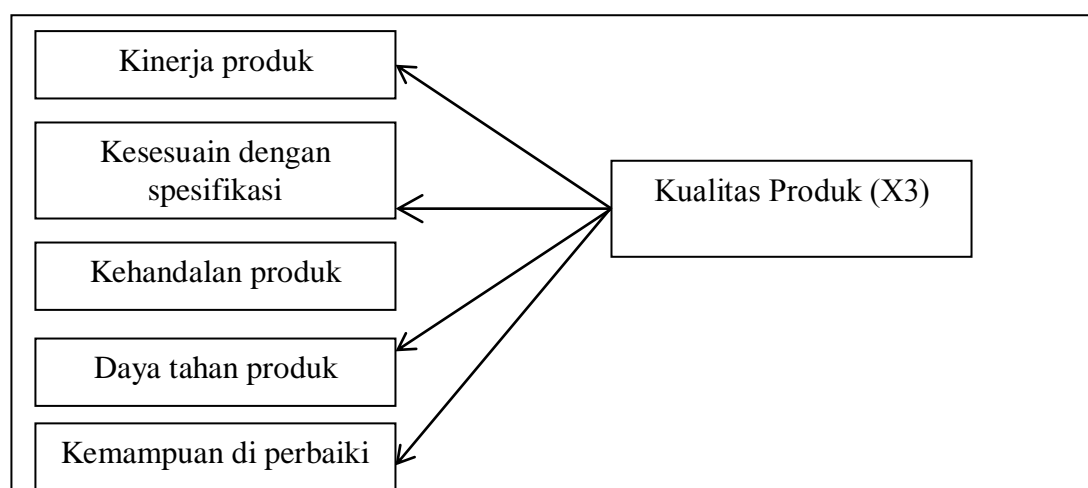 Kinerja produk
Kesesuain dengan
spesifikasi
Kualitas Produk (X3)
Kehandalan produk
Daya tahan produk
Kemampuan di perbaiki